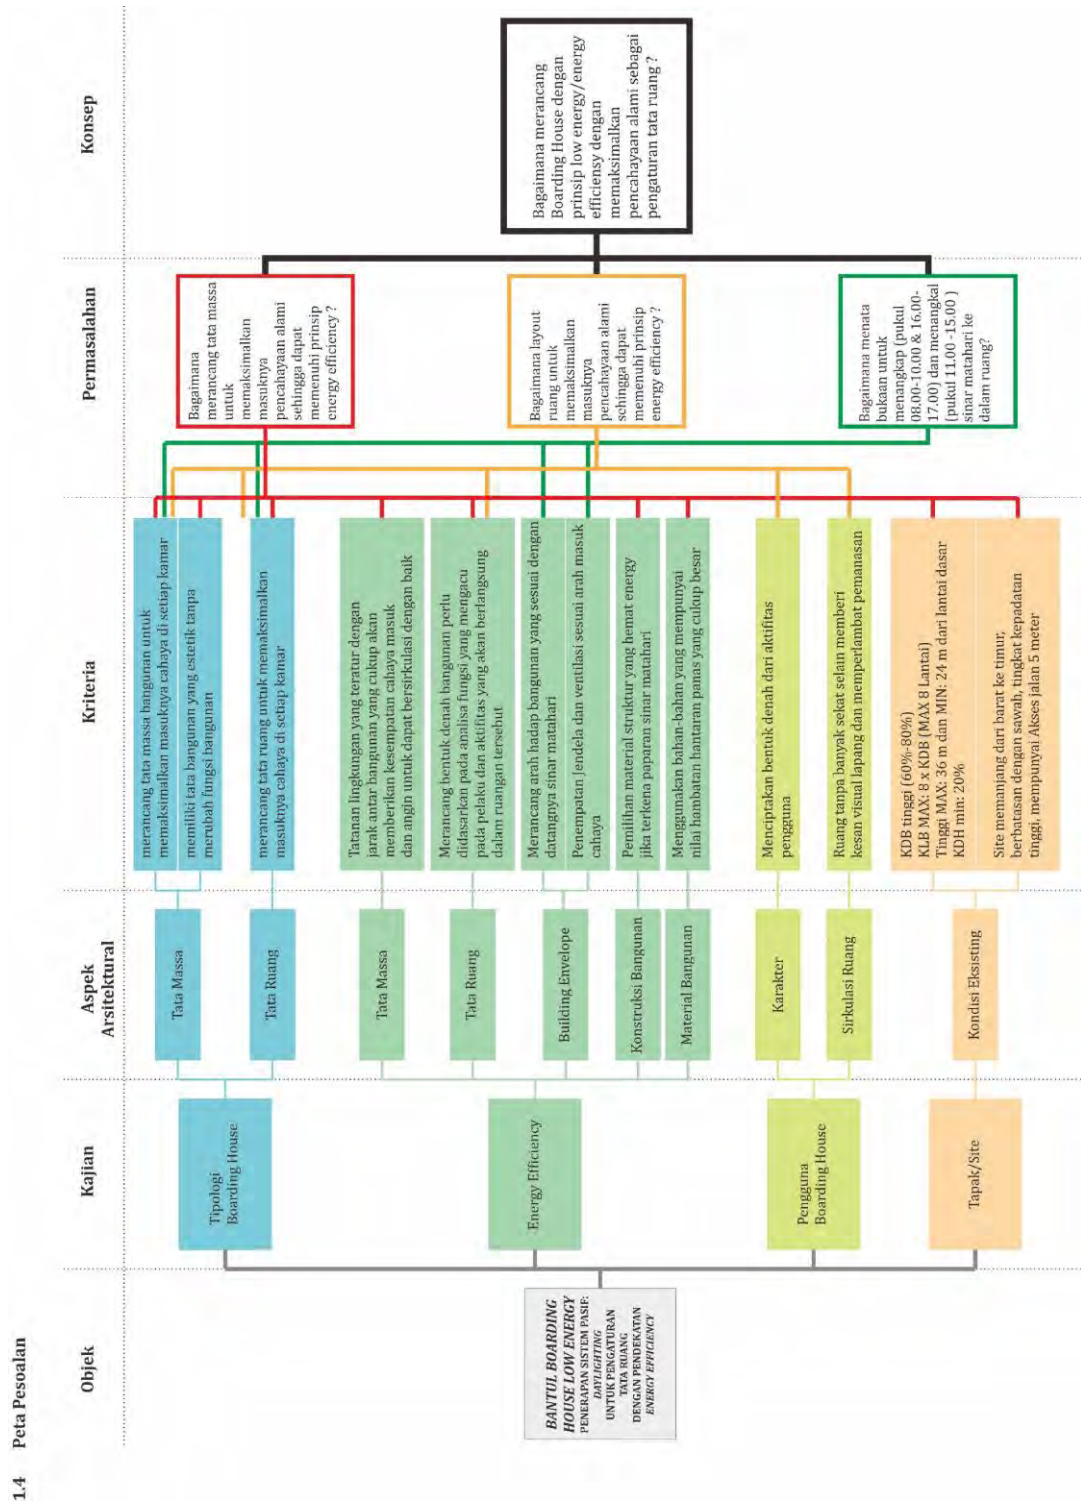 1.4 Peta Pesoalan
Objek
Kajian
Aspek
Arsitektural
Kriteria
Permasalahan
Konsep
BANTUL BOARDING
HOUSE LOW ENERGY
PENERAPAN SISTEM PASIF:
DAYLIGHTING
UNTUK PENGATURAN
TATA RUANG
DENGAN PENDEKATAN
ENERGY EFFICIENCY
Tipologi
Boarding House
Energy Efficiency
Pengguna
Boarding House
Tapak/Site
Tata Massa
Tata Ruang
Tata Massa
Tata Ruang
Building Envelope
Konstruksi Bangunan
Material Bangunan
Karakter
Sirkulasi Ruang
Kondisi Eksisting
merancang tata massa bangunan untuk
memaksimalkan masuknya cahaya di setiap kamar
memiliki tata bangunan yang estetik tanpa
merubah fungsi bangunan
merancang tata ruang untuk memaksimalkan
masuknya cahaya di setiap kamar
Tatanan lingkungan yang teratur dengan
jarak antar bangunan yang cukup akan
memberikan kesempatan cahaya masuk
dan angin untuk dapat bersirkulasi dengan baik
Merancang bentuk denah bangunan perlu
didasarkan pada analisa fungsi yang mengacu
pada pelaku dan aktifitas yang akan berlangsung
dalam ruangan tersebut
Merancang arah hadap bangunan yang sesuai dengan
datangnya sinar matahari
Penempatan Jendela dan ventilasi sesuai arah masuk
cahaya
Pemilihan material struktur yang hemat energy
jika terkena paparan sinar matahari
Menggunakan bahan-bahan yang mempunyai
nilai hambatan hantaran panas yang cukup besar
Menciptakan bentuk denah dari aktifitas
pengguna
Ruang tanpa banyak sekat selain memberi
kesan visual lapang dan memperlambat pemanasan
KDB tinggi (60%-80%)
KLB MAX: 8 x KDB (MAX 8 Lantai)
Tinggi MAX: 36 m dan MIN: 24 m dari lantai dasar
KDH min: 20%
Site memanjang dari barat ke timur,
berbatasan dengan sawah, tingkat kepadatan
tinggi, mempunyai Akses jalan 5 meter
Bagaimana
merancang tata massa
untuk
memaksimalkan
masuknya
pencahayaan alami
sehingga dapat
memenuhi prinsip
energy efficiency ?
Bagaimana layout
ruang untuk
memaksimalkan
masuknya
pencahayaan alami
sehingga dapat
memenuhi prinsip
energy efficiency ?
Bagaimana menata
bukaan untuk
menangkap (pukul
08.00-10.00 & 16.00-
17.00) dan menangkal
(pukul 11.00 -15.00 )
sinar matahari ke
dalam ruang?
Bagaimana merancang
Boarding House dengan
prinsip low energy/energy
efficiensy dengan
memaksimalkan
pencahayaan alami sebagai
pengaturan tata ruang ?